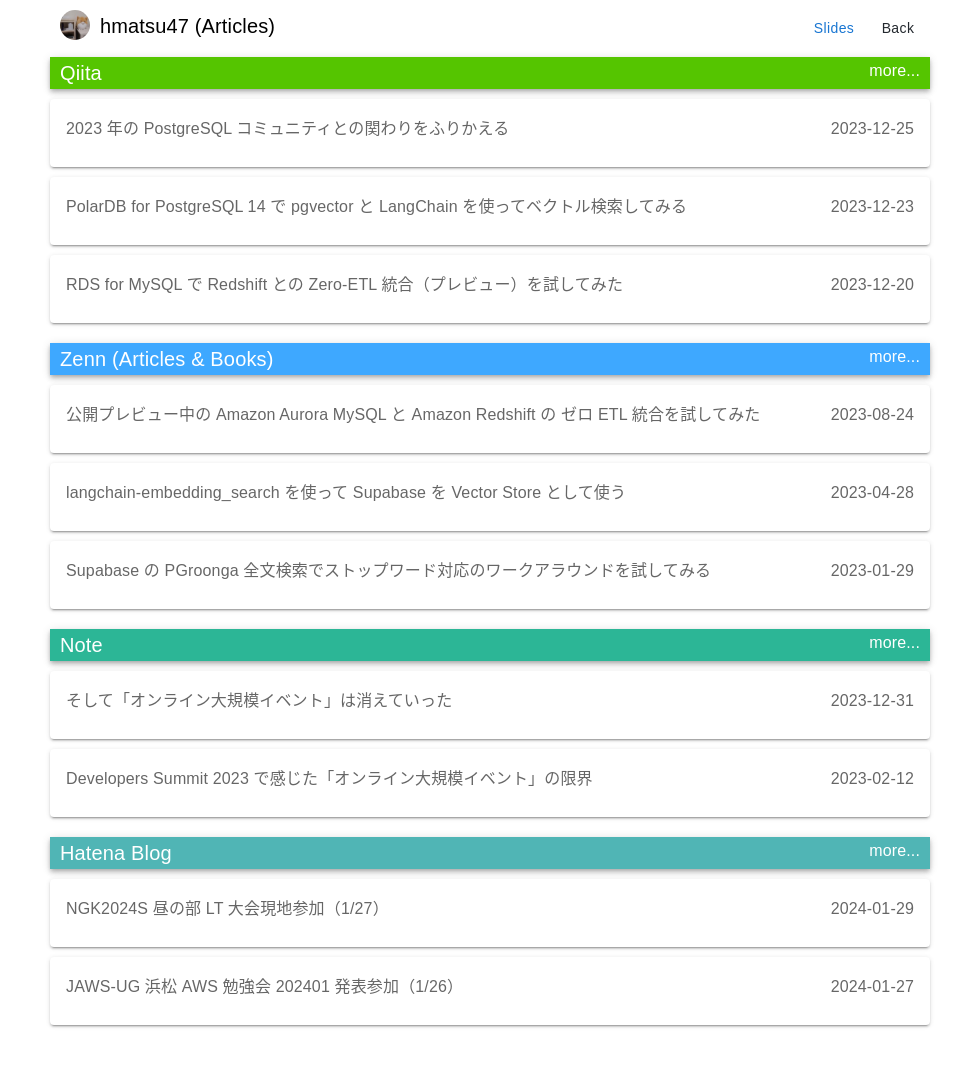 hmatsu47 (Articles)
Slides Back
Qiita more...
2023 年の PostgreSQL コミュニティとの関わりをふりかえる 2023-12-25
PolarDB for PostgreSQL 14 で pgvector と LangChain を使ってベクトル検索してみる 2023-12-23
RDS for MySQL で Redshift との Zero-ETL 統合（プレビュー）を試してみた 2023-12-20
Zenn (Articles & Books) more...
公開プレビュー中の Amazon Aurora MySQL と Amazon Redshift の ゼロ ETL 統合を試してみた 2023-08-24
langchain-embedding_search を使って Supabase を Vector Store として使う 2023-04-28
Supabase の PGroonga 全文検索でストップワード対応のワークアラウンドを試してみる 2023-01-29
Note more...
そして「オンライン大規模イベント」は消えていった 2023-12-31
Developers Summit 2023 で感じた「オンライン大規模イベント」の限界 2023-02-12
Hatena Blog more...
NGK2024S 昼の部 LT 大会現地参加（1/27） 2024-01-29
JAWS-UG 浜松 AWS 勉強会 202401 発表参加（1/26） 2024-01-27